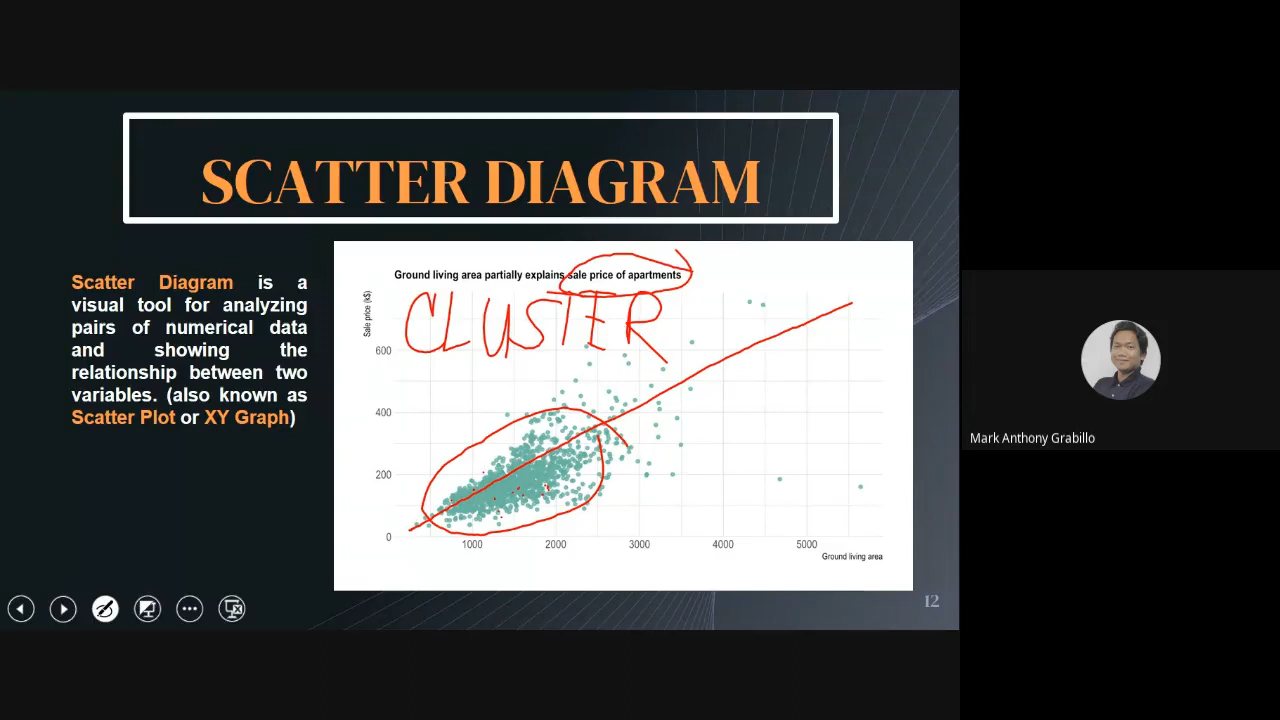 SCATTER DIAGRAM
Scatter Diagram is a
visual tool for analyzing
pairs of numerical data
and showing the
relationship between two
variables. (also known as
Scatter Plot or XY Graph)
Ground living area partially explains sale price of apartments
CLUSTER
Sale price (k$)
600
400
200
0
1000 2000 3000 4000 5000
Ground living area
12
Mark Anthony Grabillo